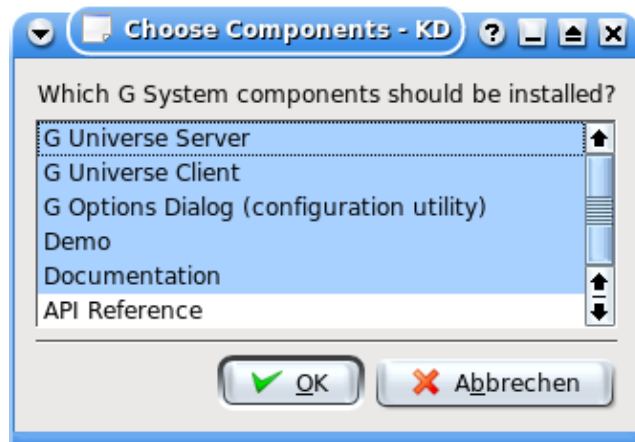 Choose Components - KD
Which G System components should be installed?
G Universe Server
G Universe Client
G Options Dialog (configuration utility)
Demo
Documentation
API Reference
OK
Abbrechen